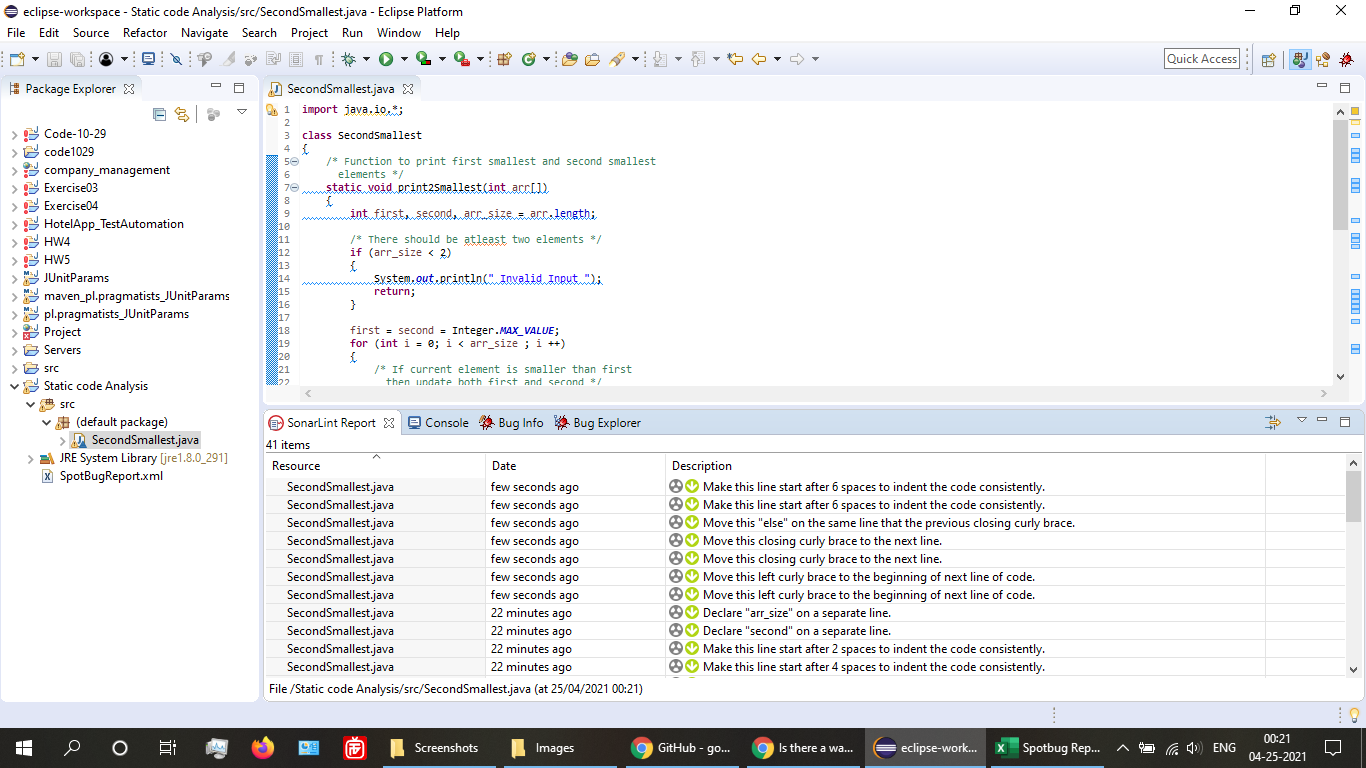 eclipse-workspace - Static code Analysis/src/SecondSmallest.java - Eclipse Platform
File Edit Source Refactor Navigate Search Project Run Window Help
Quick Access
Package Explorer
Code-10-29
code1029
company_management
Exercise03
Exercise04
HotelApp_TestAutomation
HW4
HW5
JUnitParams
maven_pl.pragmatists_JUnitParams
pl.pragmatists_JUnitParams
Project
Servers
src
Static code Analysis
src
(default package)
SecondSmallest.java
JRE System Library [jre1.8.0_291]
SpotBugReport.xml
SecondSmallest.java
1 import java.io.*;
2
3 class SecondSmallest
4 {
5 /* Function to print first smallest and second smallest
6 elements */
7 static void print2Smallest(int arr[])
8 {
9 int first, second, arr_size = arr.length;
10
11 /* There should be atleast two elements */
12 if (arr_size < 2)
13 {
14 System.out.println(" Invalid Input ");
15 return;
16 }
17
18 first = second = Integer.MAX_VALUE;
19 for (int i = 0; i < arr_size ; i ++)
20 {
21 /* If current element is smaller than first
22 then update both first and second */
SonarLint Report Console Bug Info Bug Explorer
41 items
Resource Date Description
SecondSmallest.java few seconds ago Make this line start after 6 spaces to indent the code consistently.
SecondSmallest.java few seconds ago Make this line start after 6 spaces to indent the code consistently.
SecondSmallest.java few seconds ago Move this "else" on the same line that the previous closing curly brace.
SecondSmallest.java few seconds ago Move this closing curly brace to the next line.
SecondSmallest.java few seconds ago Move this closing curly brace to the next line.
SecondSmallest.java few seconds ago Move this left curly brace to the beginning of next line of code.
SecondSmallest.java few seconds ago Move this left curly brace to the beginning of next line of code.
SecondSmallest.java 22 minutes ago Declare "arr_size" on a separate line.
SecondSmallest.java 22 minutes ago Declare "second" on a separate line.
SecondSmallest.java 22 minutes ago Make this line start after 2 spaces to indent the code consistently.
SecondSmallest.java 22 minutes ago Make this line start after 4 spaces to indent the code consistently.
File /Static code Analysis/src/SecondSmallest.java (at 25/04/2021 00:21)
Screenshots Images GitHub - go... Is there a wa... eclipse-work... Spotbug Rep... ENG 00:21
04-25-2021